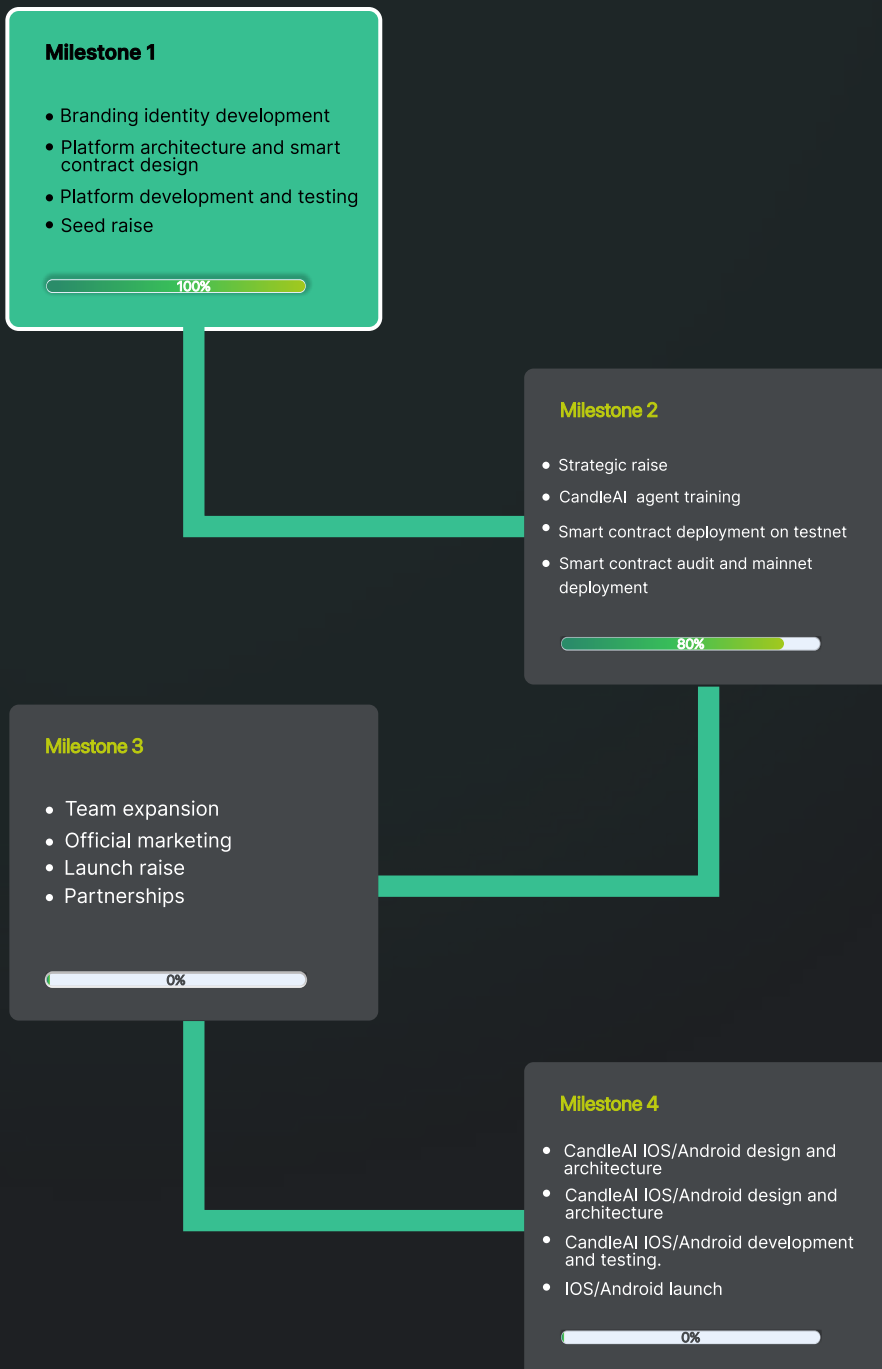 Milestone 1
• Branding identity development
• Platform architecture and smart
contract design
• Platform development and testing
• Seed raise
100%
Milestone 2
• Strategic raise
• CandleAI agent training
• Smart contract deployment on testnet
• Smart contract audit and mainnet
deployment
80%
Milestone 3
• Team expansion
• Official marketing
• Launch raise
• Partnerships
0%
Milestone 4
• CandleAI IOS/Android design and
architecture
• CandleAI IOS/Android design and
architecture
• CandleAI IOS/Android development
and testing.
• IOS/Android launch
0%